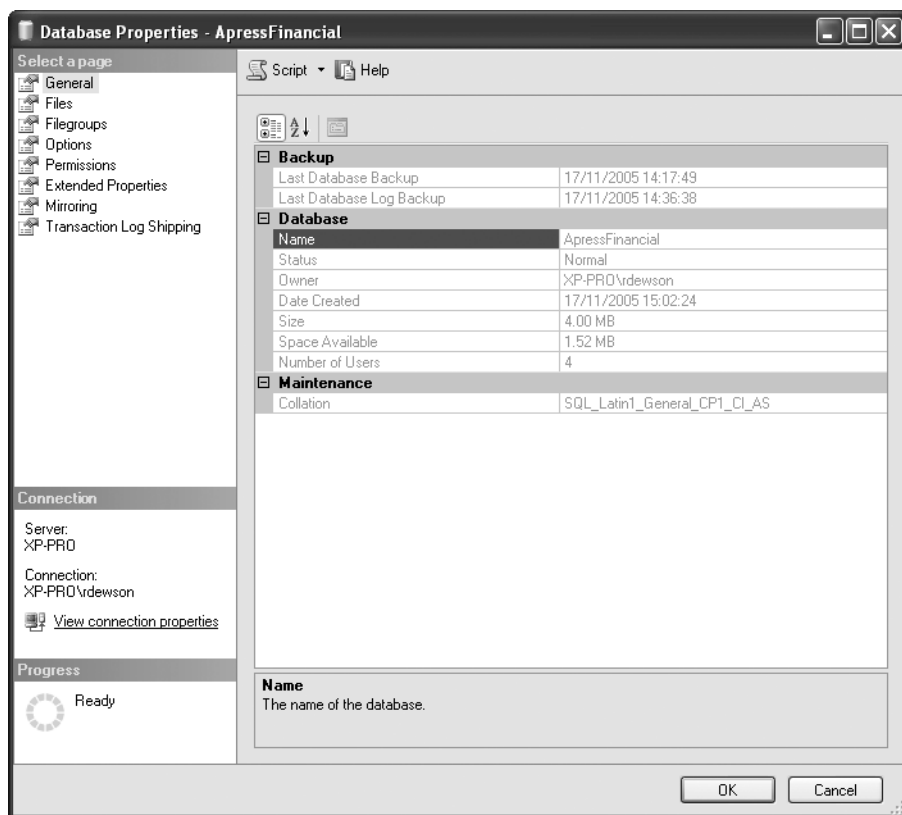 Database Properties - ApressFinancial
Select a page
General
Files
Filegroups
Options
Permissions
Extended Properties
Mirroring
Transaction Log Shipping
Connection
Server:
XP-PRO
Connection:
XP-PRO\rdewson
View connection properties
Progress
Ready
Script Help
Backup
Last Database Backup 17/11/2005 14:17:49
Last Database Log Backup 17/11/2005 14:36:38
Database
Name ApressFinancial
Status Normal
Owner XP-PRO\rdewson
Date Created 17/11/2005 15:02:24
Size 4.00 MB
Space Available 1.52 MB
Number of Users 4
Maintenance
Collation SQL_Latin1_General_CP1_CI_AS
Name
The name of the database.
OK Cancel